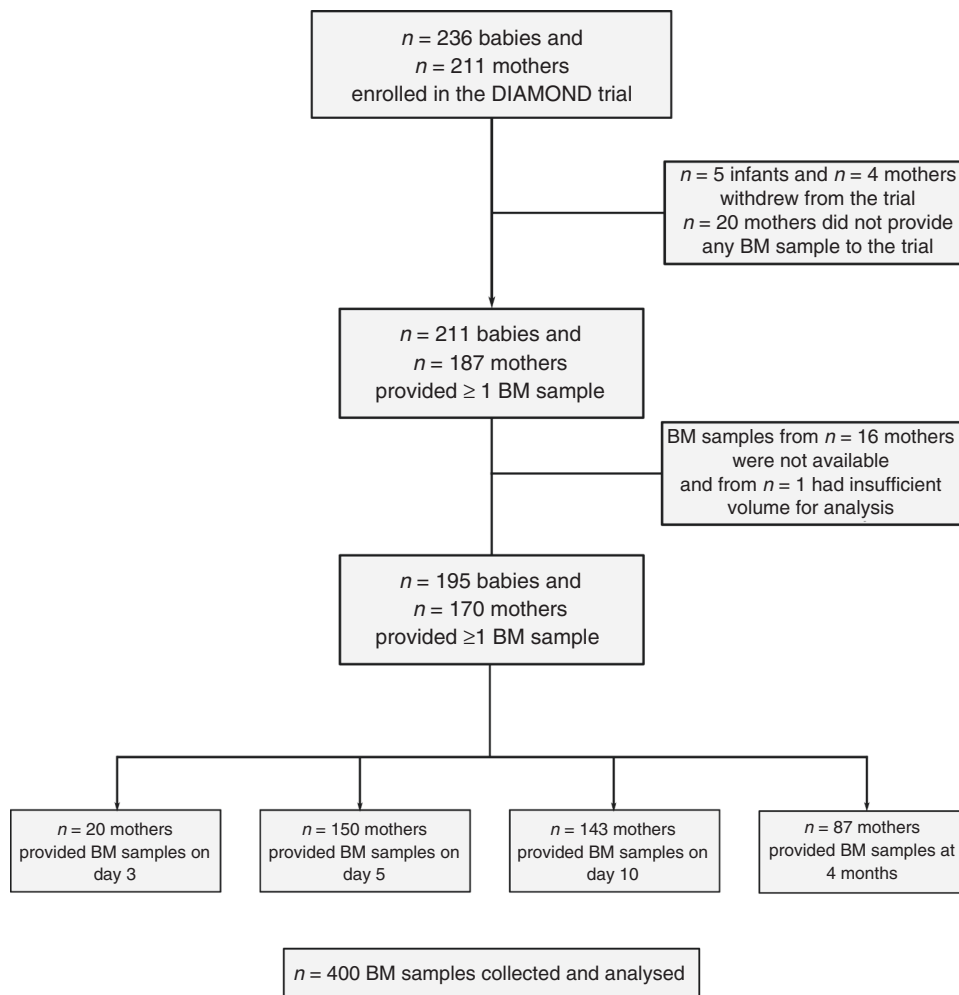 n = 236 babies and
n = 211 mothers
enrolled in the DIAMOND trial
n = 5 infants and n = 4 mothers
withdrew from the trial
n = 20 mothers did not provide
any BM sample to the trial
n = 211 babies and
n = 187 mothers
provided ≥ 1 BM sample
BM samples from n = 16 mothers
were not available
and from n = 1 had insufficient
volume for analysis
n = 195 babies and
n = 170 mothers
provided ≥1 BM sample
n = 20 mothers
provided BM samples on
day 3
n = 150 mothers
provided BM samples on
day 5
n = 143 mothers
provided BM samples on
day 10
n = 87 mothers
provided BM samples at
4 months
n = 400 BM samples collected and analysed